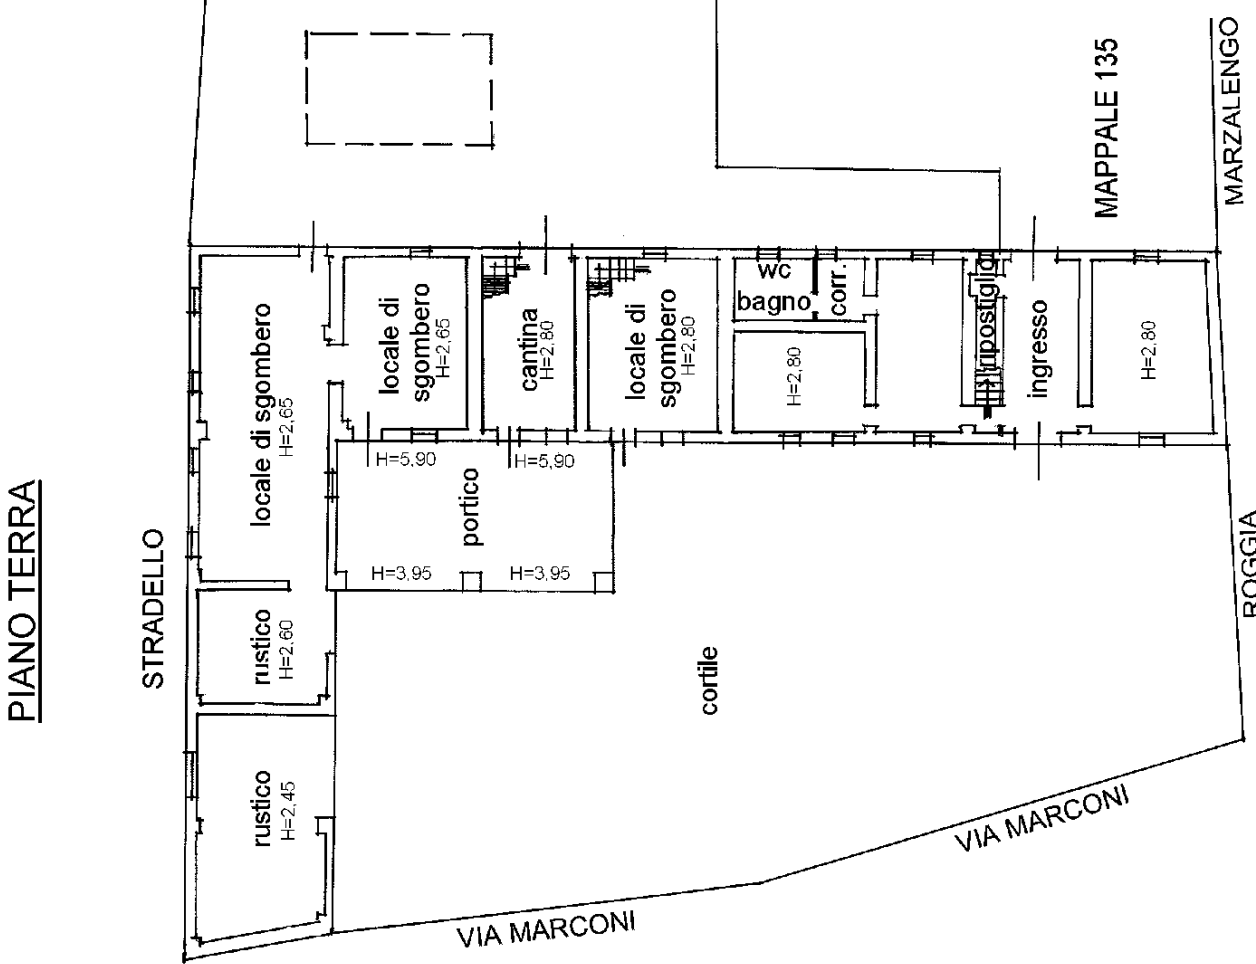 PIANO TERRA
STRADELLO
MAPPALE 135
MARZALENGO
ROGGIA
locale di sgombero
H=2,65
locale di
sgombero
H=2,65
cantina
H=2,80
locale di
sgombero
H=2,80
wc
bagno
corr.
H=2,80
ripostiglio
ingresso
H=2,80
H=5,90
H=5,90
portico
H=3,95
H=3,95
rustico
H=2,60
rustico
H=2,45
cortile
VIA MARCONI
VIA MARCONI